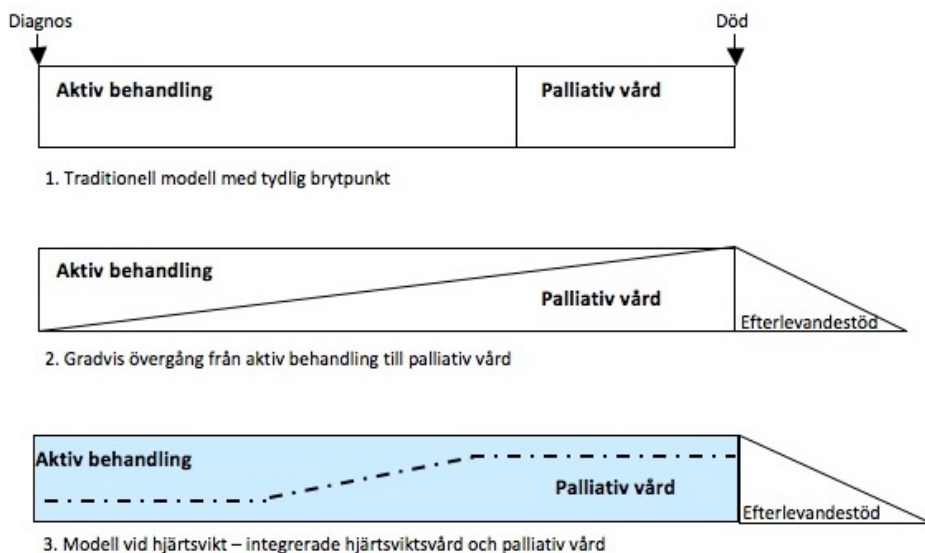 Diagnos Död
Aktiv behandling Palliativ vård
1. Traditionell modell med tydlig brytpunkt
Aktiv behandling
Palliativ vård
Efterlevandestöd
2. Gradvis övergång från aktiv behandling till palliativ vård
Aktiv behandling
Palliativ vård
Efterlevandestöd
3. Modell vid hjärtsvikt – integrerade hjärtsviktsvård och palliativ vård